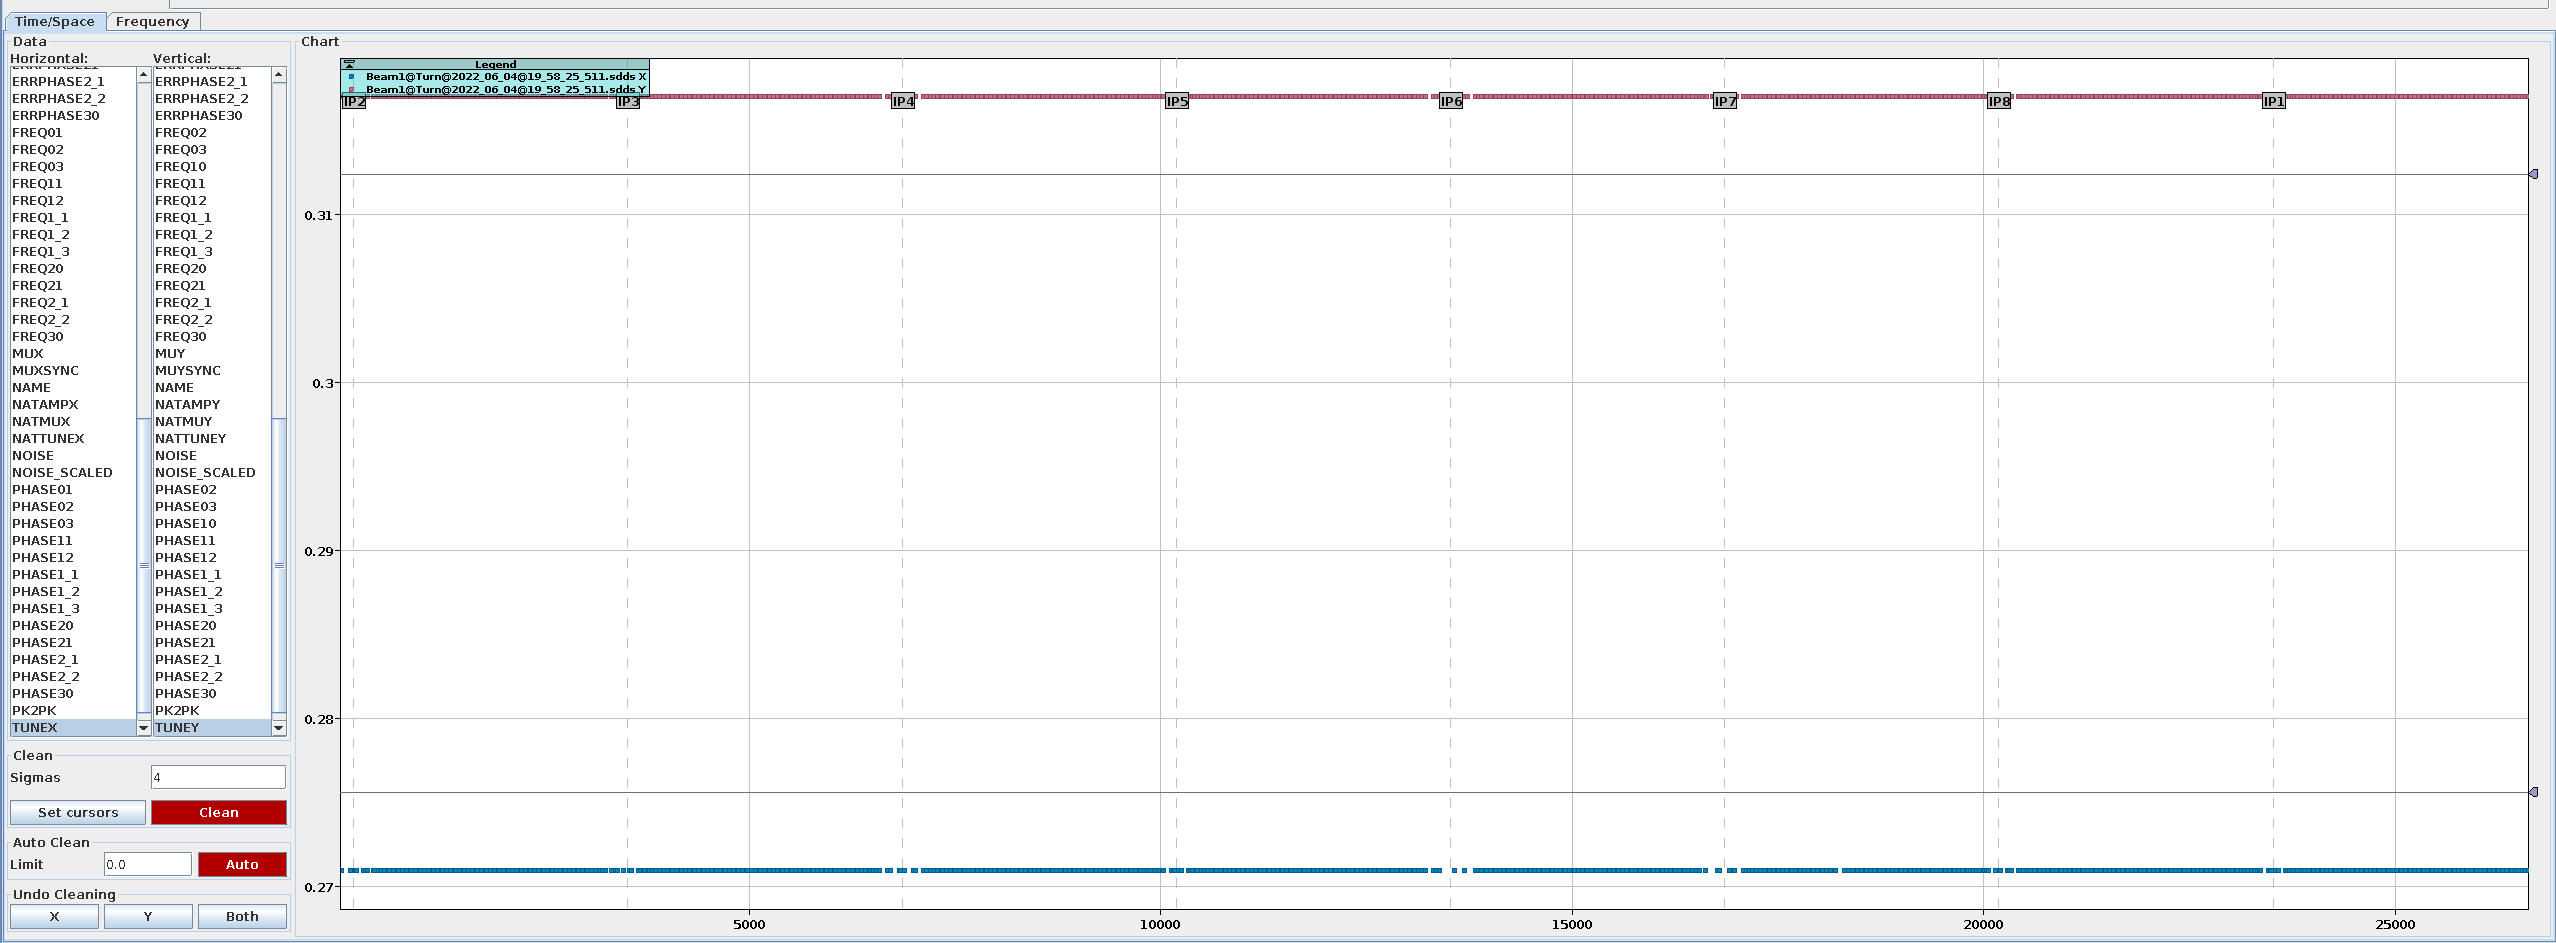 Time/Space Frequency
Data
Horizontal: Vertical:
ERRPHASE2_1 ERRPHASE2_1
ERRPHASE2_2 ERRPHASE2_2
ERRPHASE30 ERRPHASE30
FREQ01 FREQ02
FREQ02 FREQ03
FREQ03 FREQ10
FREQ11 FREQ11
FREQ12 FREQ12
FREQ1_1 FREQ1_1
FREQ1_2 FREQ1_2
FREQ1_3 FREQ1_3
FREQ20 FREQ20
FREQ21 FREQ21
FREQ2_1 FREQ2_1
FREQ2_2 FREQ2_2
FREQ30 FREQ30
MUX MUY
MUXSYNC MUYSYNC
NAME NAME
NATAMPX NATAMPY
NATMUX NATMUY
NATTUNEX NATTUNEY
NOISE NOISE
NOISE_SCALED NOISE_SCALED
PHASE01 PHASE02
PHASE02 PHASE03
PHASE03 PHASE10
PHASE11 PHASE11
PHASE12 PHASE12
PHASE1_1 PHASE1_1
PHASE1_2 PHASE1_2
PHASE1_3 PHASE1_3
PHASE20 PHASE20
PHASE21 PHASE21
PHASE2_1 PHASE2_1
PHASE2_2 PHASE2_2
PHASE30 PHASE30
PK2PK PK2PK
TUNEX TUNEY
Clean
Sigmas 4
Set cursors Clean
Auto Clean
Limit 0.0 Auto
Undo Cleaning
X Y Both
Chart
Legend
Beam1@Turn@2022_06_04@19_58_25_511.sdds X
Beam1@Turn@2022_06_04@19_58_25_511.sdds Y
IP2 IP3 IP4 IP5 IP6 IP7 IP8 IP1
0.31
0.3
0.29
0.28
0.27
5000 10000 15000 20000 25000